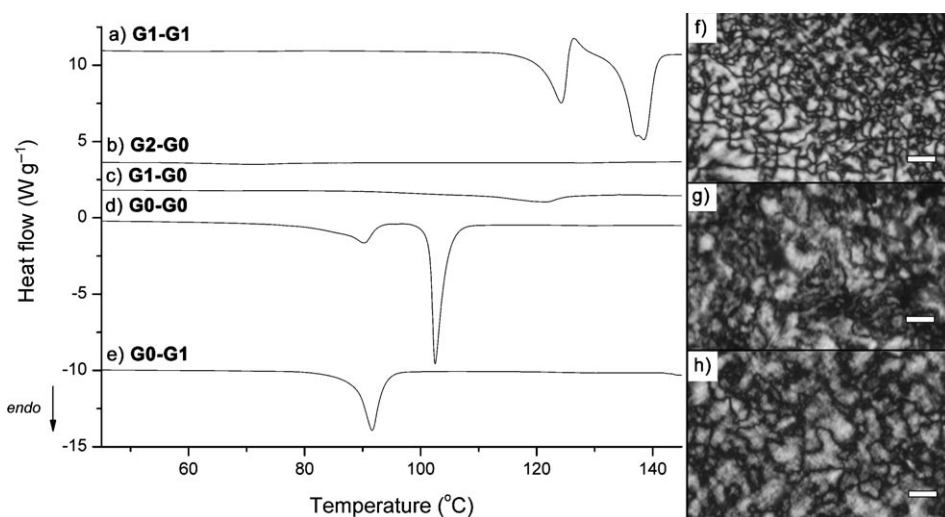 a) G1-G1
10
5
b) G2-G0
c) G1-G0
0
d) G0-G0
-5
e) G0-G1
-10
-15
Heat flow (W g⁻¹)
endo
60
80
100
120
140
Temperature (°C)
f)
g)
h)